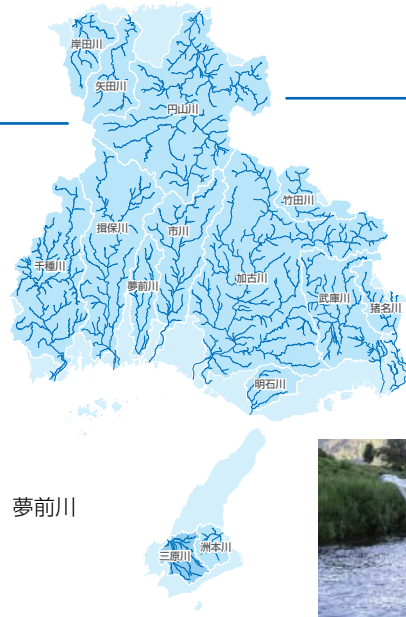 岸田川
矢田川
円山川
竹田川
揖保川
市川
千種川
夢前川
加古川
武庫川
猪名川
明石川
夢前川
三原川
洲本川